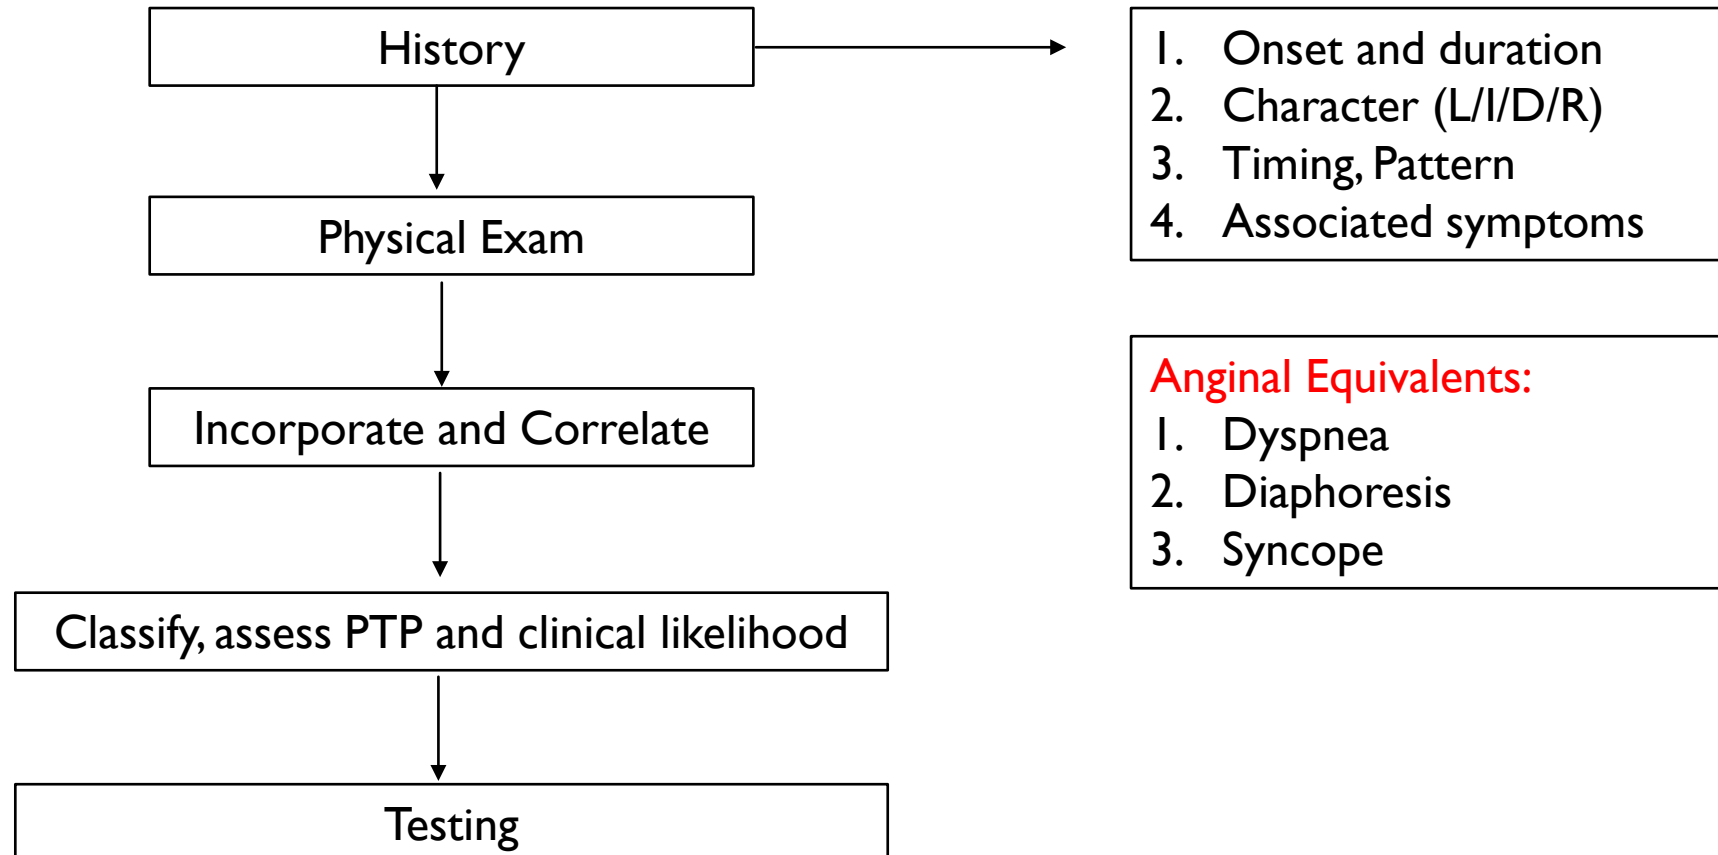 History
1. Onset and duration
2. Character (L/I/D/R)
3. Timing, Pattern
4. Associated symptoms
Physical Exam
Anginal Equivalents:
1. Dyspnea
2. Diaphoresis
3. Syncope
Incorporate and Correlate
Classify, assess PTP and clinical likelihood
Testing